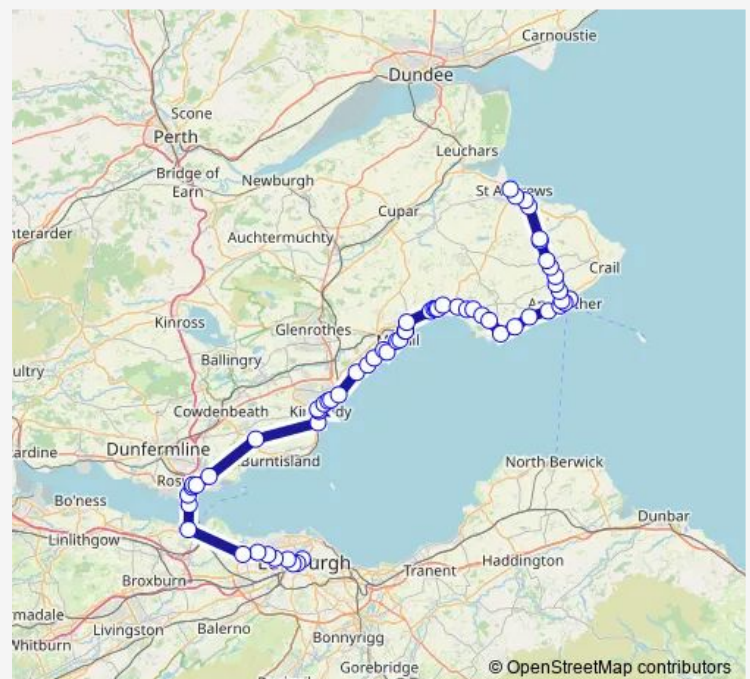 Carnoustie
Dundee
Scone
Perth
Leuchars
Bridge of
Earn
Newburgh
St Andrews
Cupar
nterarder
Auchtermuchty
Crail
Kinross
Glenrothes
Ballingry
ultry
Cowdenbeath
Dunfermline
ardine
Burntisland
North Berwick
Bo'ness
Dunbar
Linlithgow
Haddington
Tranent
Broxburn
madale
Livingston
Balerno
Whitburn
Bonnyrigg
Gorebridge
© OpenStreetMap contributors